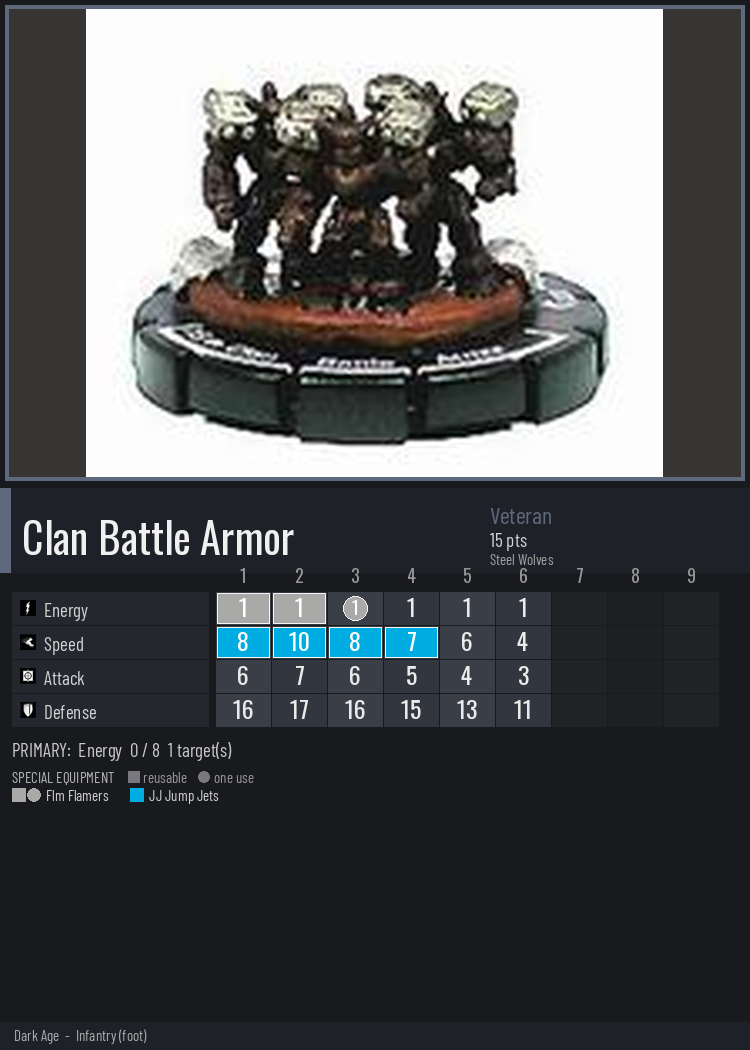 Clan Battle Armor
Veteran
15 pts
Steel Wolves
1 2 3 4 5 6 7 8 9
Energy 1 1 1 1 1 1
Speed 8 10 8 7 6 4
Attack 6 7 6 5 4 3
Defense 16 17 16 15 13 11
PRIMARY: Energy 0 / 8 1 target(s)
SPECIAL EQUIPMENT reusable one use
Flm Flamers JJ Jump Jets
Dark Age - Infantry (foot)